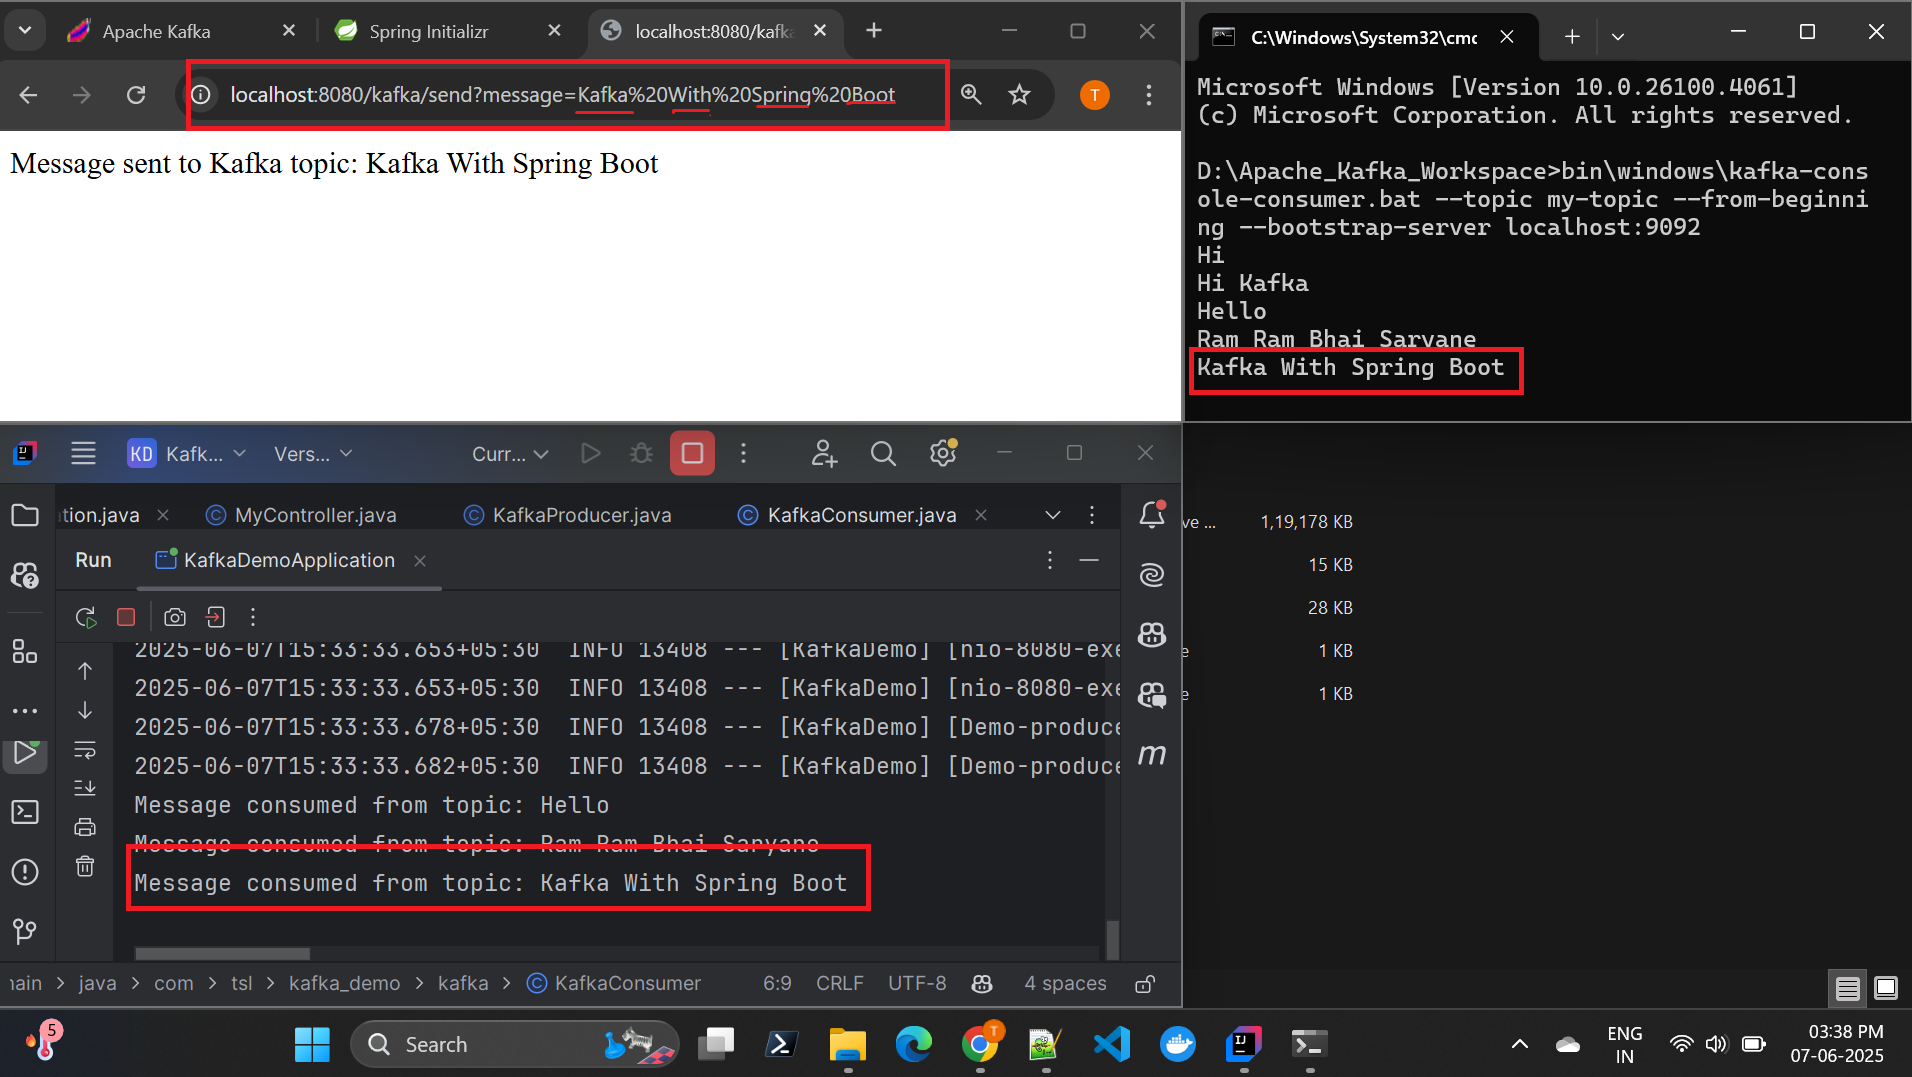 Apache Kafka
Spring Initializr
localhost:8080/kafk
localhost:8080/kafka/send?message=Kafka%20With%20Spring%20Boot
T
Message sent to Kafka topic: Kafka With Spring Boot
C:\Windows\System32\cmd
Microsoft Windows [Version 10.0.26100.4061]
(c) Microsoft Corporation. All rights reserved.
D:\Apache_Kafka_Workspace>bin\windows\kafka-cons
ole-consumer.bat --topic my-topic --from-beginni
ng --bootstrap-server localhost:9092
Hi
Hi Kafka
Hello
Ram Ram Bhai Saryane
Kafka With Spring Boot
KD Kafk... Vers... Curr...
tion.java MyController.java KafkaProducer.java KafkaConsumer.java
Run KafkaDemoApplication
2025-06-07T15:33:33.653+05:30 INFO 13408 --- [KafkaDemo] [nio-8080-exe
2025-06-07T15:33:33.653+05:30 INFO 13408 --- [KafkaDemo] [nio-8080-exe
2025-06-07T15:33:33.678+05:30 INFO 13408 --- [KafkaDemo] [Demo-produce
2025-06-07T15:33:33.682+05:30 INFO 13408 --- [KafkaDemo] [Demo-produce
Message consumed from topic: Hello
Message consumed from topic: Ram Ram Bhai Saryane
Message consumed from topic: Kafka With Spring Boot
m
ve ... 1,19,178 KB
15 KB
28 KB
e 1 KB
e 1 KB
main > java > com > tsl > kafka_demo > kafka > KafkaConsumer 6:9 CRLF UTF-8 4 spaces
5
Search
T
ENG
IN
03:38 PM
07-06-2025